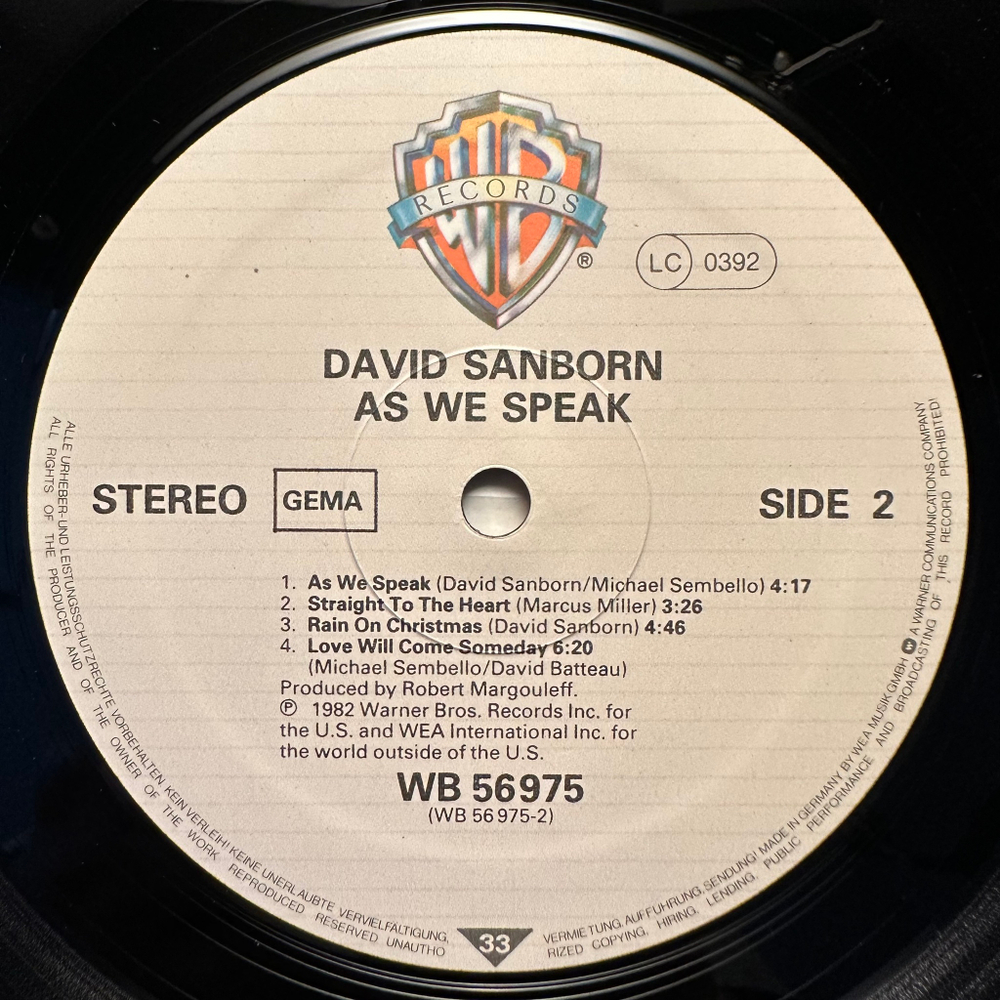 WB
RECORDS
®
LC 0392
DAVID SANBORN
AS WE SPEAK
STEREO GEMA
SIDE 2
1. As We Speak (David Sanborn/Michael Sembello) 4:17
2. Straight To The Heart (Marcus Miller) 3:26
3. Rain On Christmas (David Sanborn) 4:46
4. Love Will Come Someday 6:20
(Michael Sembello/David Batteau)
Produced by Robert Margouleff.
℗ 1982 Warner Bros. Records Inc. for
the U.S. and WEA International Inc. for
the world outside of the U.S.
WB 56975
(WB 56 975-2)
33
ALLE URHEBER-UND LEISTUNGSSCHUTZRECHTE VORBEHALTEN KEIN VERLEIH! KEINE UNERLAUBTE VERVIELFÄLTIGUNG, VERMIETUNG, AUFFÜHRUNG, SENDUNG! MADE IN GERMANY BY WEA MUSIK GMBH A WARNER COMMUNICATIONS COMPANY
ALL RIGHTS OF THE PRODUCER AND OF THE OWNER OF THE WORK REPRODUCED RESERVED UNAUTHORIZED COPYING, HIRING, LENDING, PUBLIC PERFORMANCE AND BROADCASTING OF THIS RECORD PROHIBITED!